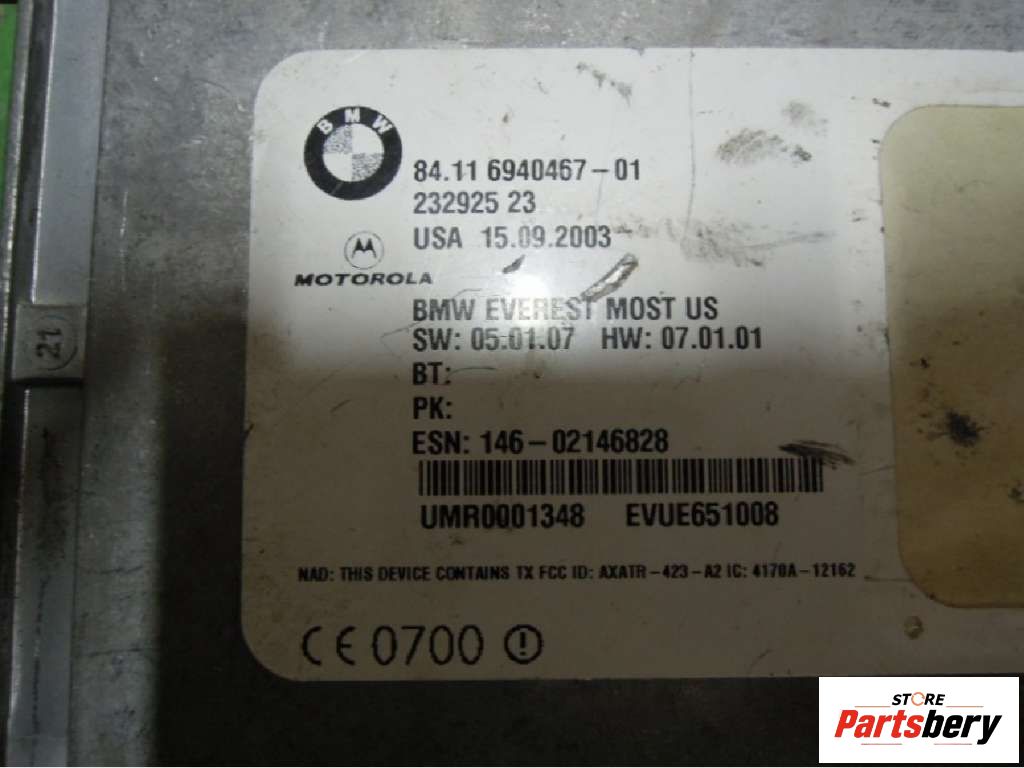 BMW
84.11 6940467-01
232925 23
USA 15.09.2003
MOTOROLA
BMW EVEREST MOST US
SW: 05.01.07 HW: 07.01.01
BT:
PK:
ESN: 146-02146828
UMR0001348 EVUE651008
NAD: THIS DEVICE CONTAINS TX FCC ID: AXATR-423-A2 IC: 4170A-12162
CE 0700
21
STORE
Partsbery